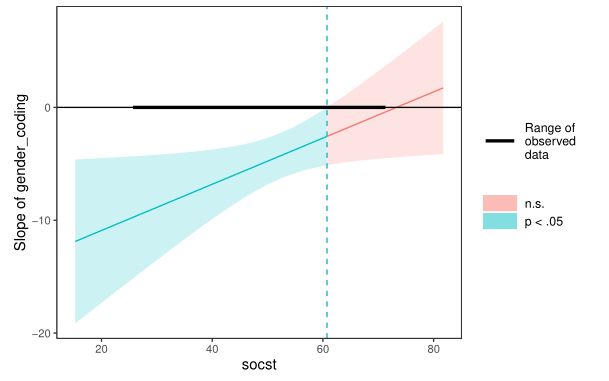 0
−10
−20
Slope of gender_coding
20
40
60
80
socst
Range of
observed
data
n.s.
p < .05